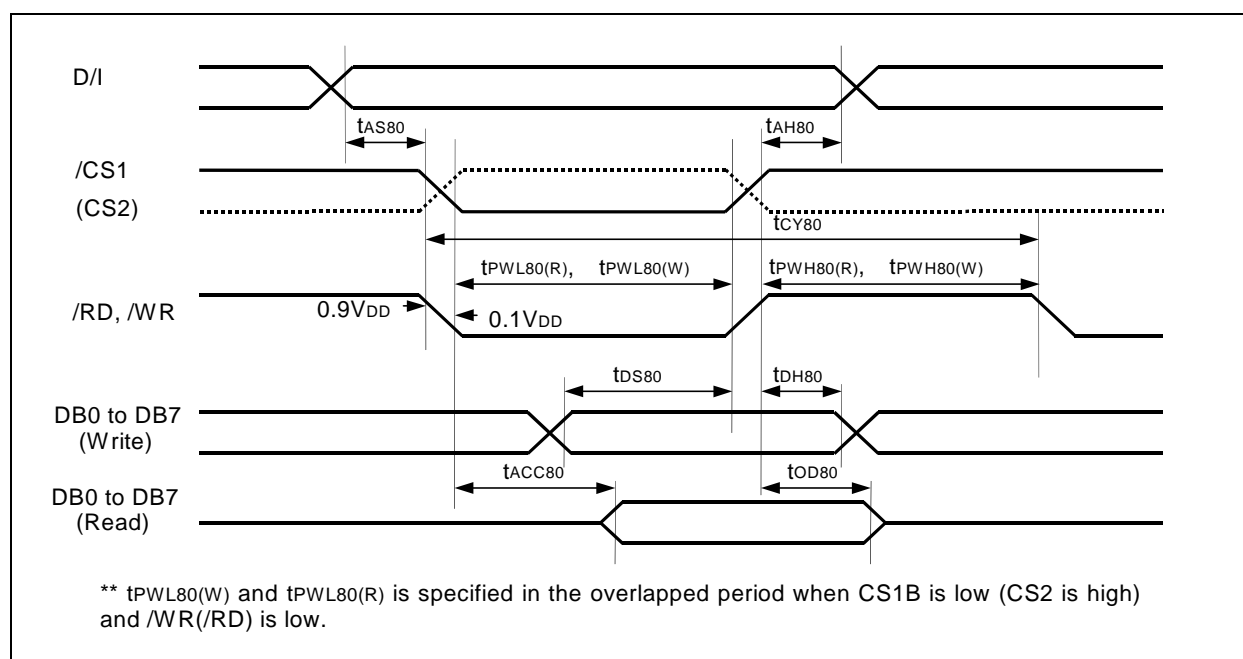 D/I
tAS80
tAH80
/CS1
(CS2)
tCY80
tPWL80(R), tPWL80(W)
tPWH80(R), tPWH80(W)
/RD, /WR
0.9VDD
0.1VDD
tDS80
tDH80
DB0 to DB7
(Write)
tACC80
tOD80
DB0 to DB7
(Read)
** tPWL80(W) and tPWL80(R) is specified in the overlapped period when CS1B is low (CS2 is high)
and /WR(/RD) is low.